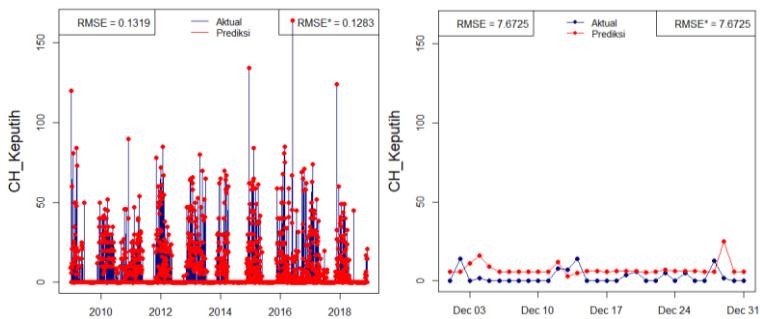 RMSE = 0.1319
Aktual
Prediksi
RMSE* = 0.1283
CH_Keputih
150
100
50
0
2010 2012 2014 2016 2018
RMSE = 7.6725
Aktual
Prediksi
RMSE* = 7.6725
CH_Keputih
150
100
50
0
Dec 03 Dec 10 Dec 17 Dec 24 Dec 31